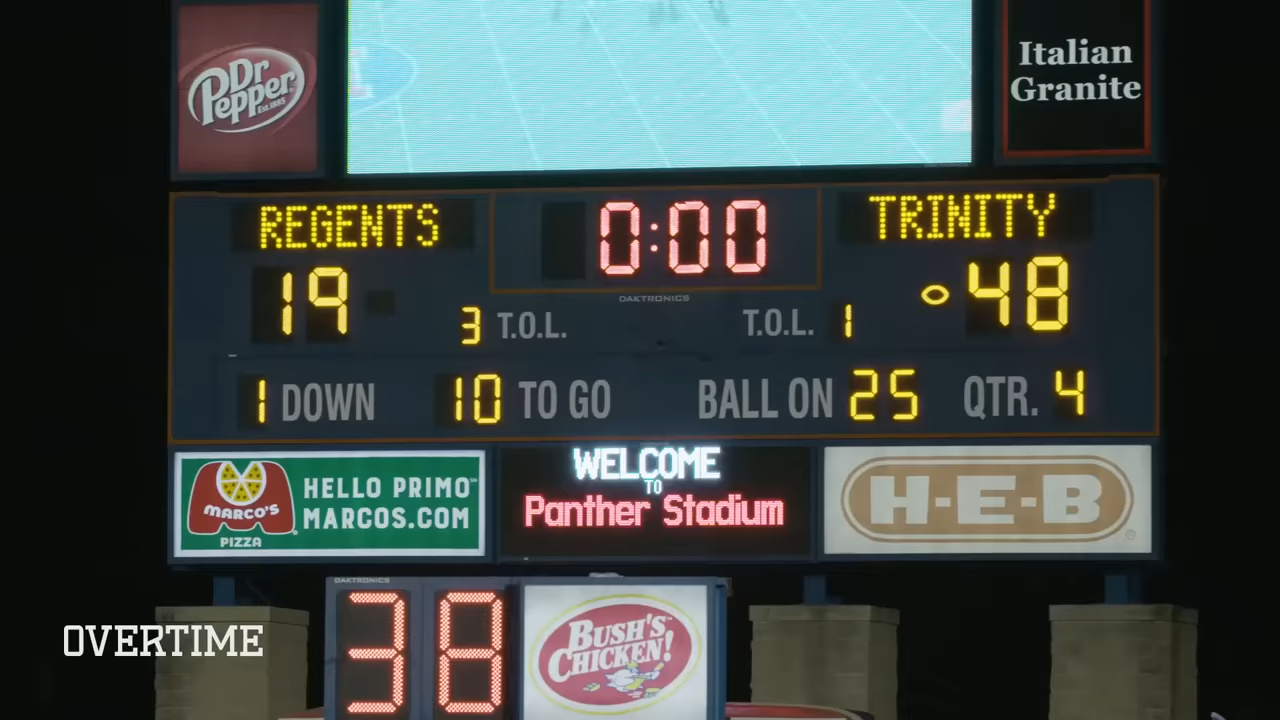 Dr
Pepper
Est. 1885
Italian
Granite
REGENTS
0:00
TRINITY
19
48
DAKTRONICS
3 T.O.L.
T.O.L. 1
1 DOWN
10 TO GO
BALL ON 25
QTR. 4
MARCO'S
PIZZA
HELLO PRIMO
MARCOS.COM
WELCOME
TO
Panther Stadium
H-E-B
DAKTRONICS
38
BUSH'S
CHICKEN!
OVERTIME